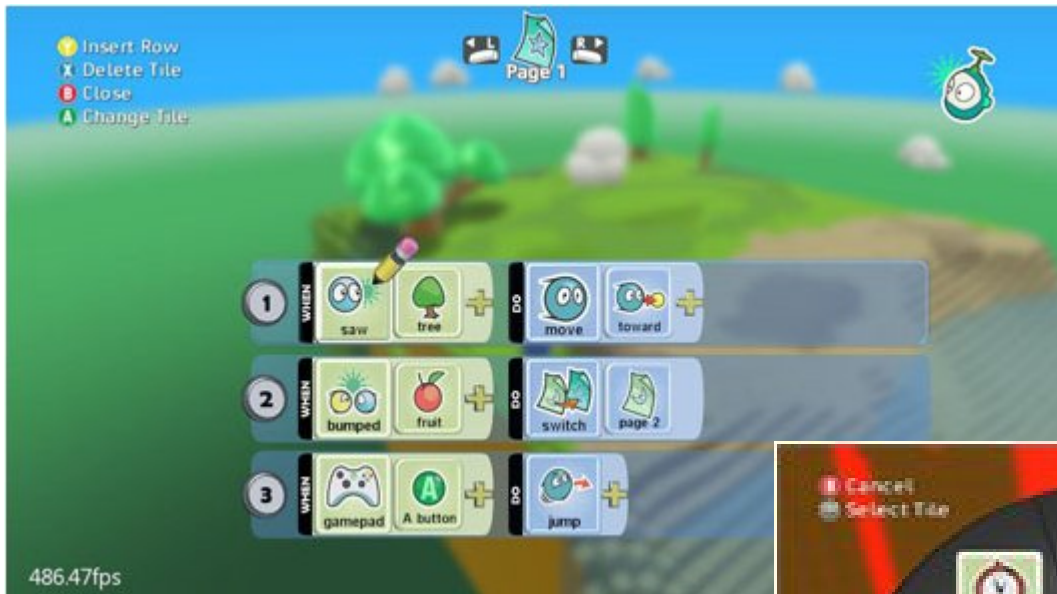 Y Insert Row
X Delete Tile
B Close
A Change Tile
L
R
Page 1
1 WHEN saw tree + DO move toward +
2 WHEN bumped fruit + DO switch page 2
3 WHEN gamepad A A button + DO jump +
486.47fps
B Cancel
Select Tile